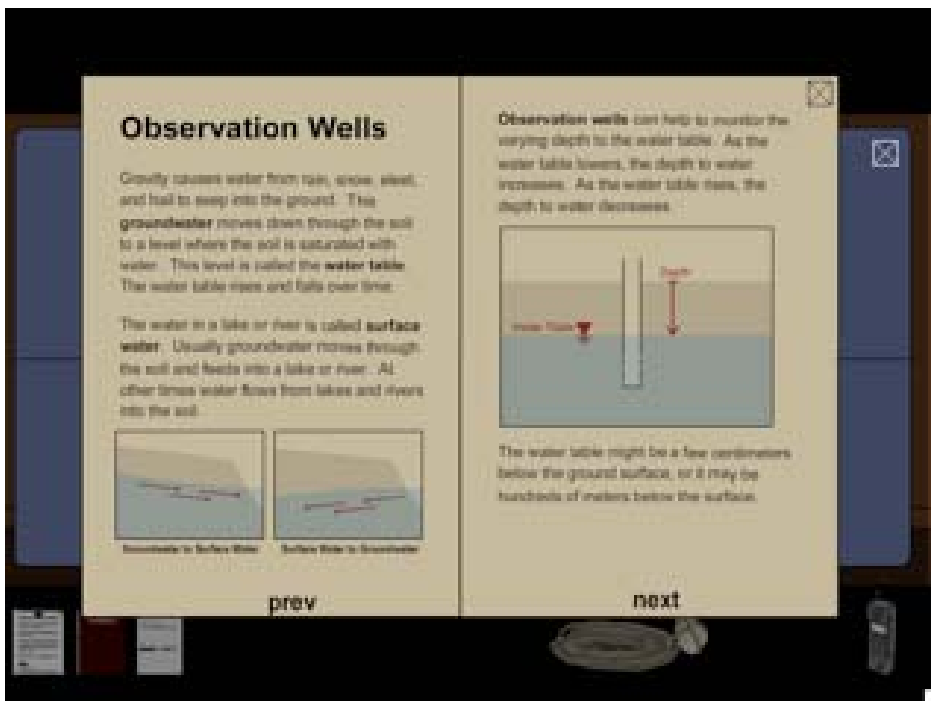 Observation Wells
Gravity causes water from rain, snow, sleet,
and hail to seep into the ground. This
groundwater moves down through the soil
to a level where the soil is saturated with
water. This level is called the water table.
The water table rises and falls over time.
The water in a lake or river is called surface
water. Usually groundwater moves through
the soil and feeds into a lake or river. At
other times water flows from lakes and rivers
into the soil.
Groundwater to Surface Water
Surface Water to Groundwater
prev
Observation wells can help to monitor the
varying depth to the water table. As the
water table lowers, the depth to water
increases. As the water table rises, the
depth to water decreases.
Depth
Water Table
The water table might be a few centimeters
below the ground surface, or it may be
hundreds of meters below the surface.
next